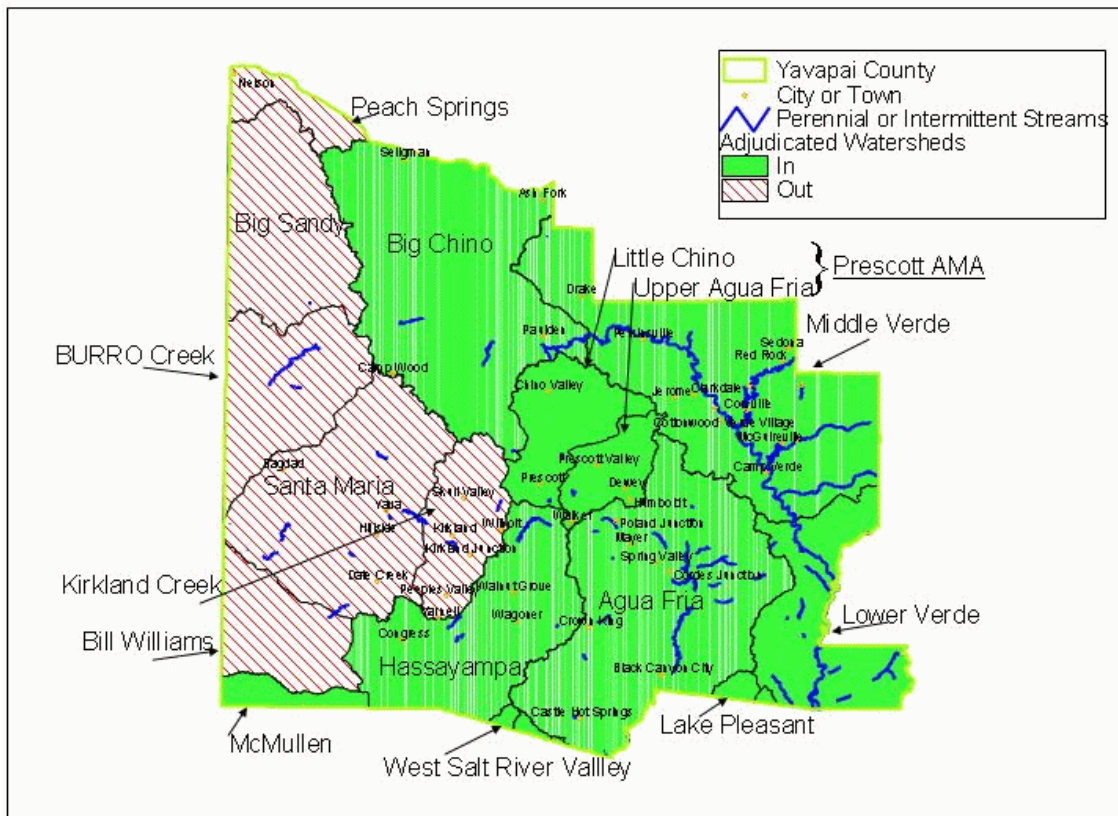 Yavapai County
City or Town
Perennial or Intermittent Streams
Adjudicated Watersheds
In
Out
Nelson
Peach Springs
Seligman
Ash Fork
Big Sandy
Big Chino
Little Chino
Upper Agua Fria
Prescott AMA
Drake
Middle Verde
Paulden
Perkinsville
Sedona
Red Rock
BURRO Creek
Camp Wood
Chino Valley
Jerome
Clarkdale
Cornville
Cottonwood
Verde Village
McGuireville
Bagdad
Prescott Valley
Camp Verde
Santa Maria
Skull Valley
Prescott
Dewey
Humboldt
Yava
Hillside
Kirkland
Wilhoit
Walker
Poland Junction
Mayer
Kirkland Junction
Spring Valley
Kirkland Creek
Date Creek
Peeples Valley
Walnut Grove
Cordes Junction
Agua Fria
Yarnell
Wagoner
Crown King
Lower Verde
Bill Williams
Congress
Hassayampa
Black Canyon City
Castle Hot Springs
Lake Pleasant
McMullen
West Salt River Vallley